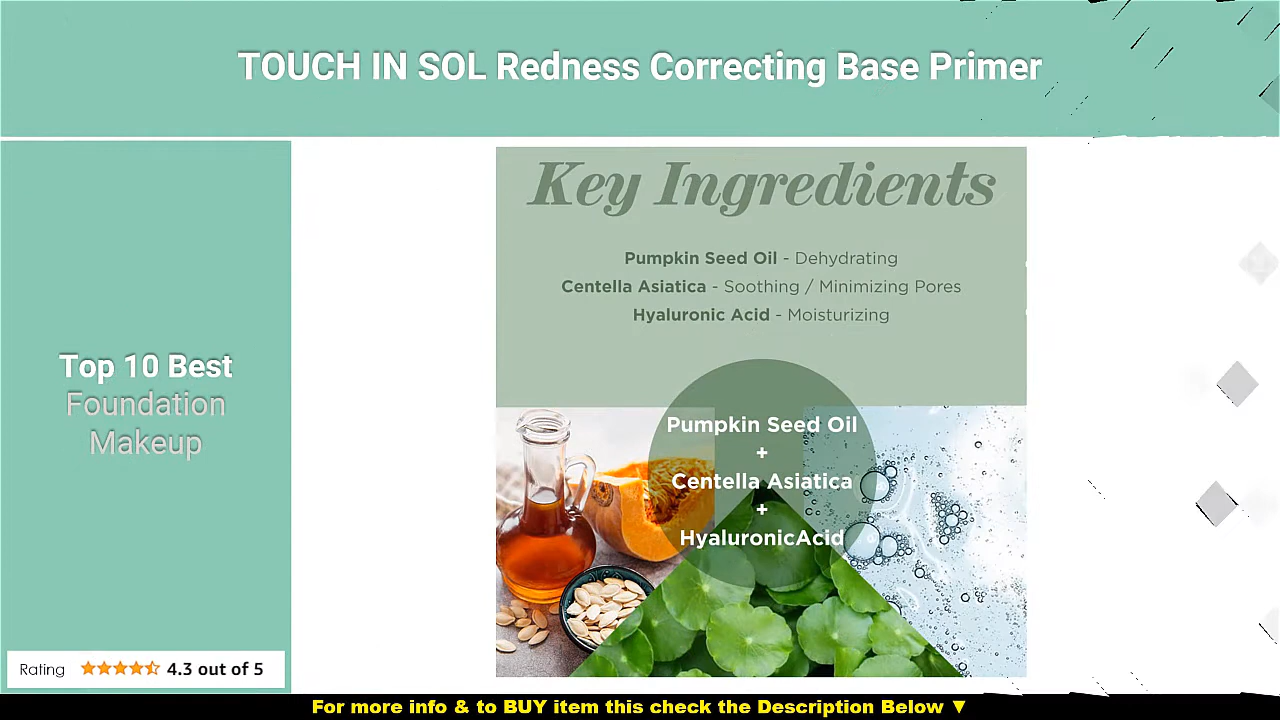 TOUCH IN SOL Redness Correcting Base Primer
Key Ingredients
Pumpkin Seed Oil - Dehydrating
Centella Asiatica - Soothing / Minimizing Pores
Hyaluronic Acid - Moisturizing
Pumpkin Seed Oil
+
Centella Asiatica
+
HyaluronicAcid
Top 10 Best
Foundation
Makeup
Rating 4.3 out of 5
For more info & to BUY item this check the Description Below ▼